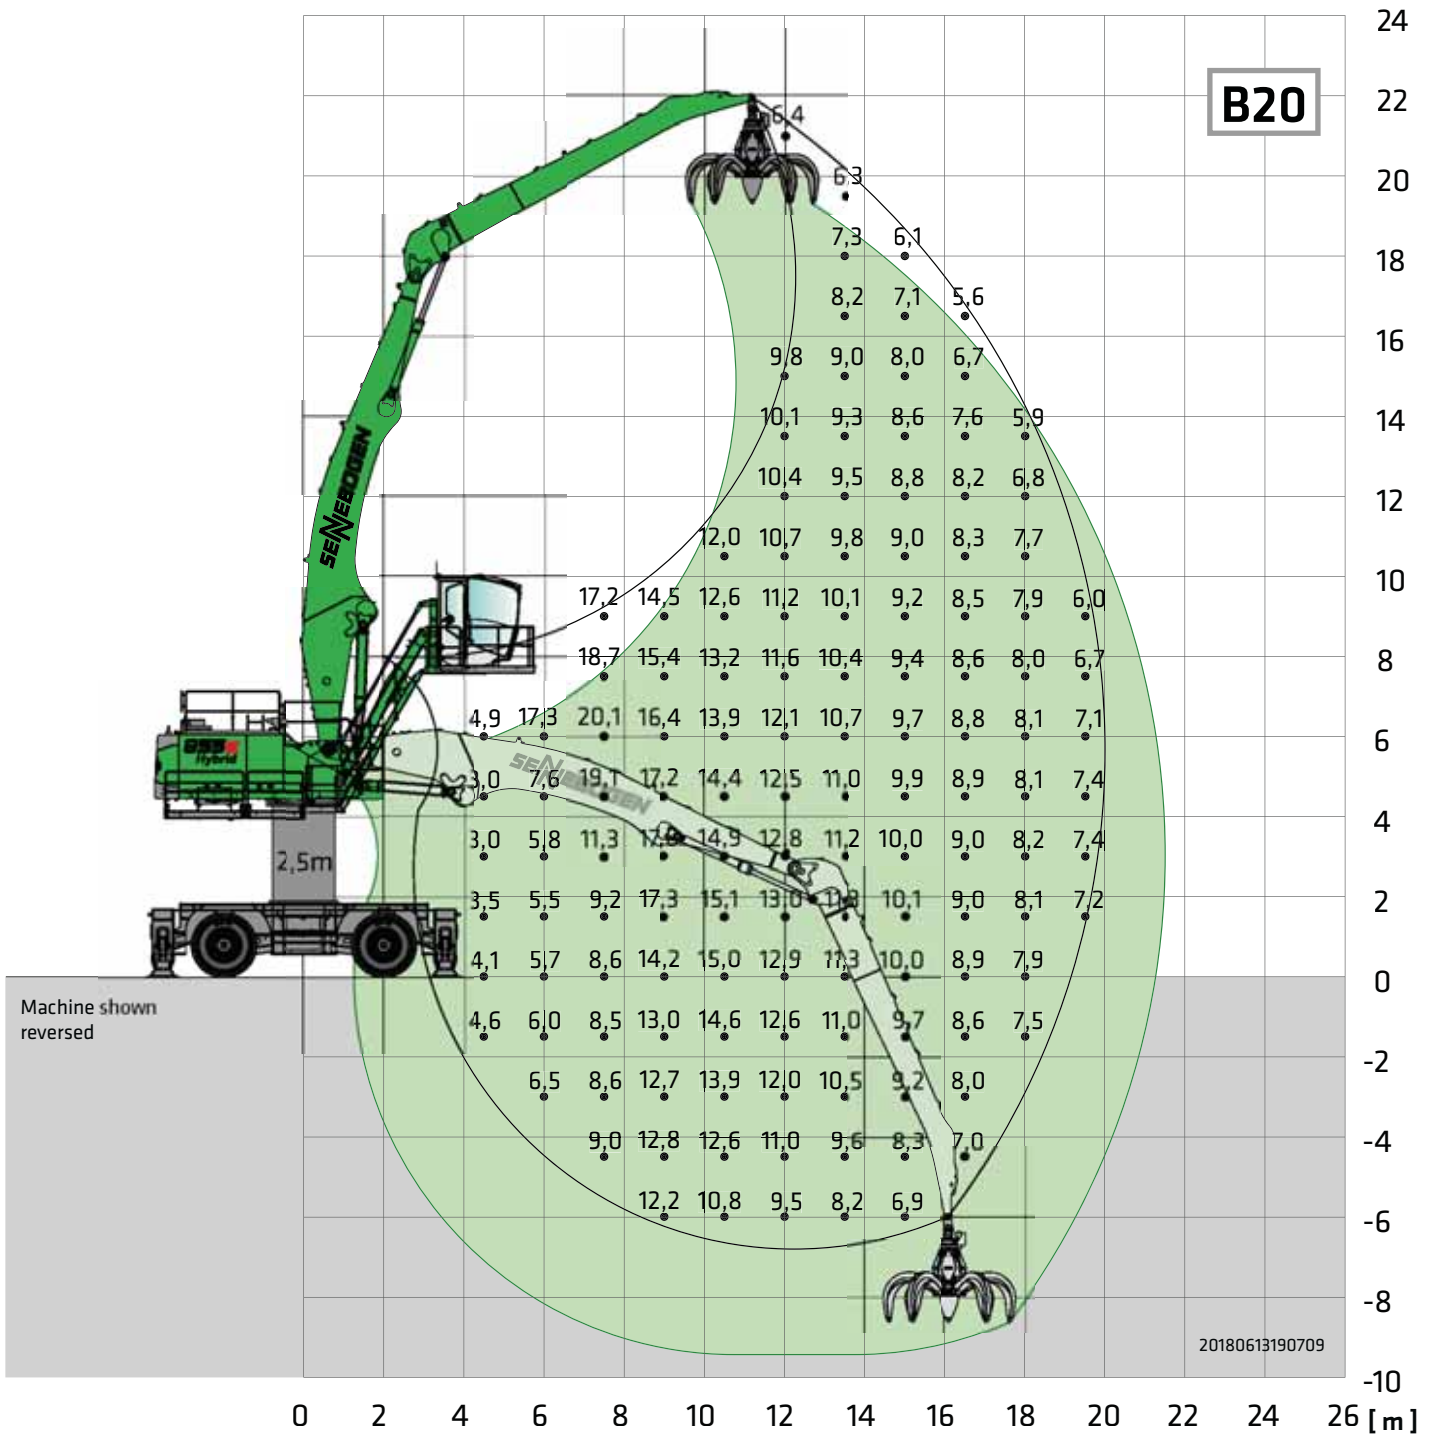 24
B20
22
6,4
20
6,3
7,3 6,1
18
8,2 7,1 5,6
16
9,8 9,0 8,0 6,7
14
10,1 9,3 8,6 7,6 5,9
10,4 9,5 8,8 8,2 6,8
12
SENNEBOGEN
12,0 10,7 9,8 9,0 8,3 7,7
10
17,2 14,5 12,6 11,2 10,1 9,2 8,5 7,9 6,0
8
18,7 15,4 13,2 11,6 10,4 9,4 8,6 8,0 6,7
4,9 17,3 20,1 16,4 13,9 12,1 10,7 9,7 8,8 8,1 7,1
6
855E
Hybrid
SENNEBOGEN
3,0 7,6 19,1 17,2 14,4 12,5 11,0 9,9 8,9 8,1 7,4
4
3,0 5,8 11,3 14,9 12,8 11,2 10,0 9,0 8,2 7,4
2,5m
2
3,5 5,5 9,2 17,3 15,1 13,0 11,3 10,1 9,0 8,1 7,2
4,1 5,7 8,6 14,2 15,0 12,9 11,3 10,0 8,9 7,9
0
Machine shown
reversed
4,6 6,0 8,5 13,0 14,6 12,6 11,0 9,7 8,6 7,5
-2
6,5 8,6 12,7 13,9 12,0 10,5 9,2 8,0
-4
9,0 12,8 12,6 11,0 9,6 8,3 7,0
12,2 10,8 9,5 8,2 6,9
-6
-8
20180613190709
-10
0 2 4 6 8 10 12 14 16 18 20 22 24 26 [m]